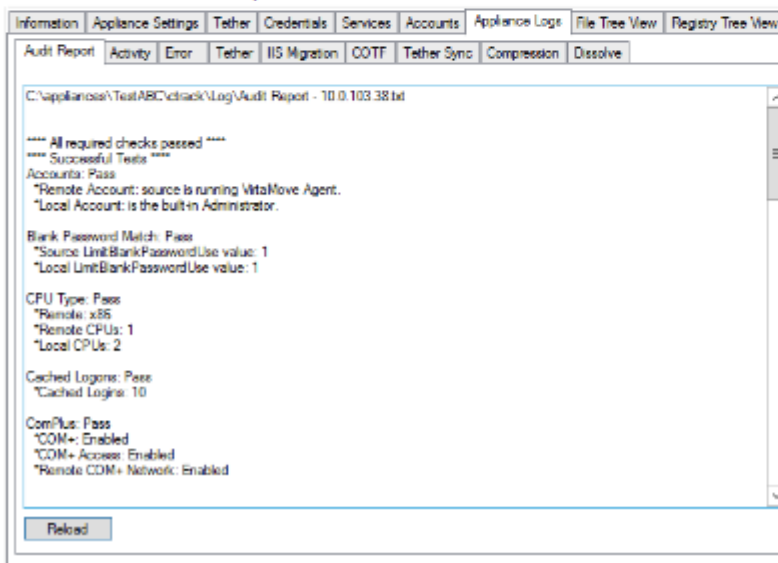 Information Appliance Settings Tether Credentials Services Accounts Appliance Logs File Tree View Registry Tree View
Audit Report Activity Error Tether IIS Migration COTF Tether Sync Compression Dissolve
C:\appliances\TestABC\ctrack\Log\Audit Report - 10.0.103.38.txt
**** All required checks passed ****
**** Successful Tests ****
Accounts: Pass
*Remote Account: source is running VirtaMove Agent.
*Local Account: is the built-in Administrator.
Blank Password Match: Pass
*Source LimitBlankPasswordUse value: 1
*Local LimitBlankPasswordUse value: 1
CPU Type: Pass
*Remote: x86
*Remote CPUs: 1
*Local CPUs: 2
Cached Logons: Pass
*Cached Logins: 10
ComPlus: Pass
*COM+: Enabled
*COM+ Access: Enabled
*Remote COM+ Network: Enabled
Reload